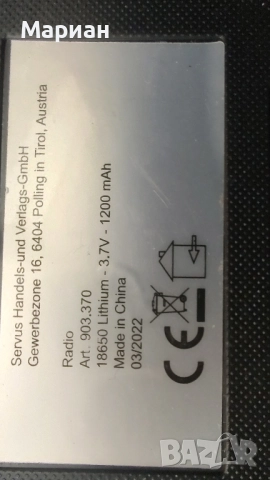 Мариан
Servus Handels-und Verlags-GmbH
Gewerbezone 16, 6404 Polling in Tirol, Austria
Radio
Art. 903.370
18650 Lithium - 3,7V - 1200 mAh
Made in China
03/2022
CE
BAZAR